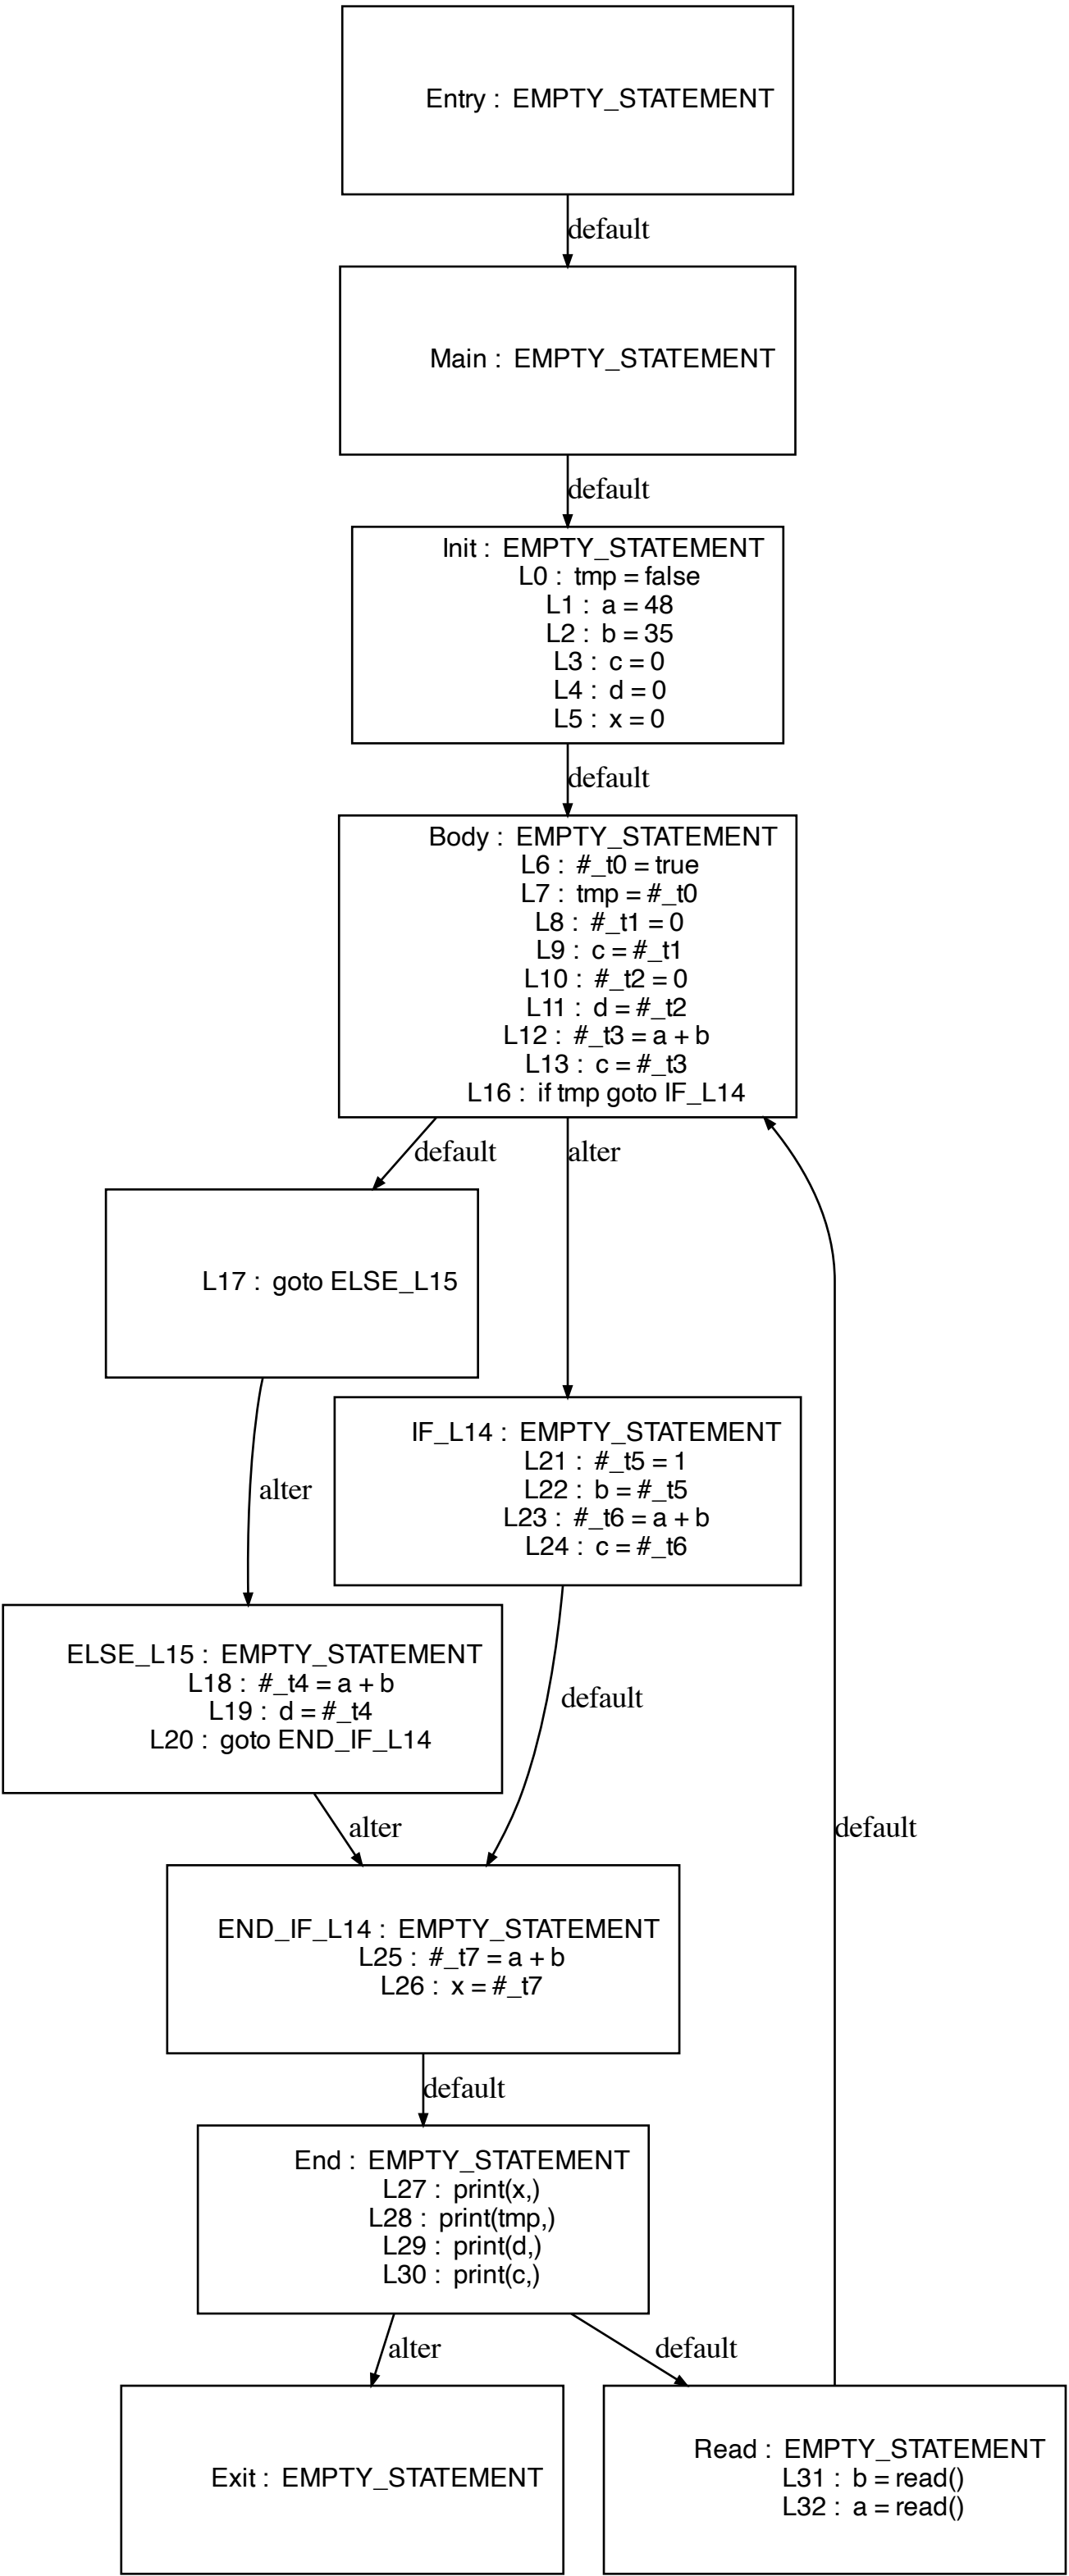 Entry : EMPTY_STATEMENT
default
Main : EMPTY_STATEMENT
default
Init : EMPTY_STATEMENT
L0 : tmp = false
L1 : a = 48
L2 : b = 35
L3 : c = 0
L4 : d = 0
L5 : x = 0
default
Body : EMPTY_STATEMENT
L6 : #_t0 = true
L7 : tmp = #_t0
L8 : #_t1 = 0
L9 : c = #_t1
L10 : #_t2 = 0
L11 : d = #_t2
L12 : #_t3 = a + b
L13 : c = #_t3
L16 : if tmp goto IF_L14
default
alter
L17 : goto ELSE_L15
IF_L14 : EMPTY_STATEMENT
L21 : #_t5 = 1
L22 : b = #_t5
L23 : #_t6 = a + b
L24 : c = #_t6
alter
ELSE_L15 : EMPTY_STATEMENT
L18 : #_t4 = a + b
L19 : d = #_t4
L20 : goto END_IF_L14
default
alter
default
END_IF_L14 : EMPTY_STATEMENT
L25 : #_t7 = a + b
L26 : x = #_t7
default
End : EMPTY_STATEMENT
L27 : print(x,)
L28 : print(tmp,)
L29 : print(d,)
L30 : print(c,)
alter
default
Exit : EMPTY_STATEMENT
Read : EMPTY_STATEMENT
L31 : b = read()
L32 : a = read()